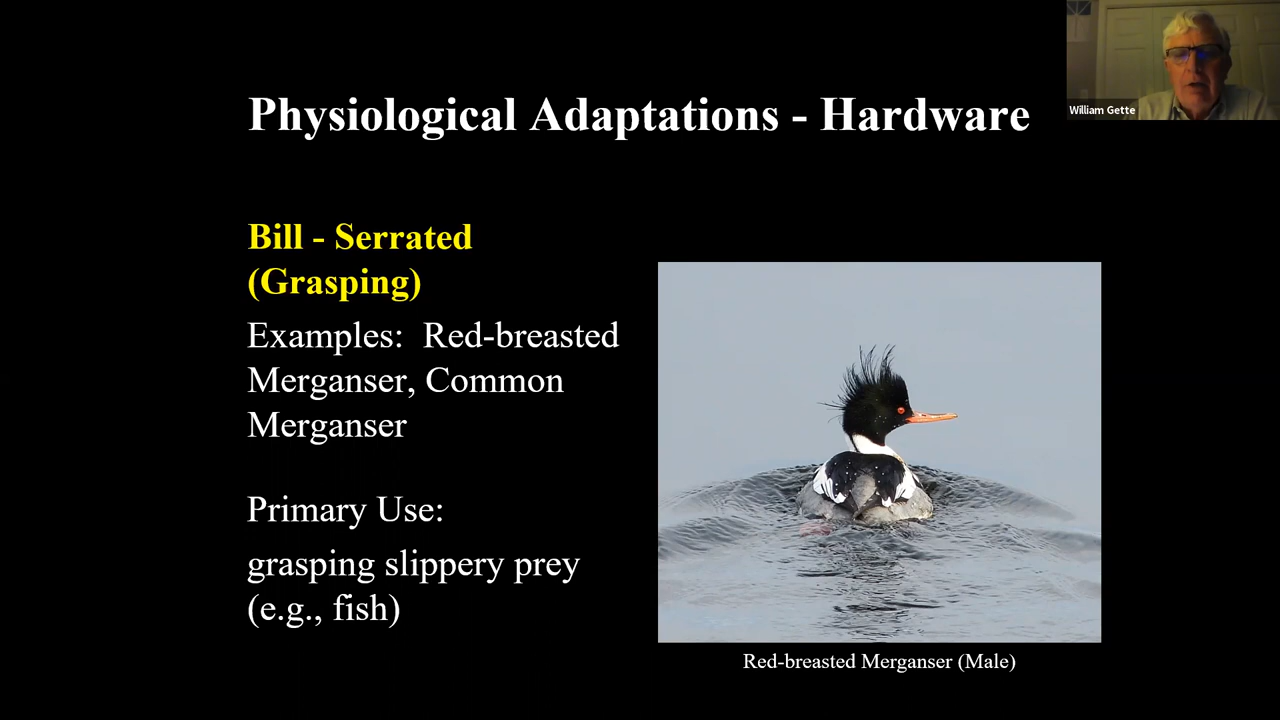 Physiological Adaptations - Hardware
William Gette
Bill - Serrated
(Grasping)
Examples:  Red-breasted
Merganser, Common
Merganser
Primary Use:
grasping slippery prey
(e.g., fish)
Red-breasted Merganser (Male)